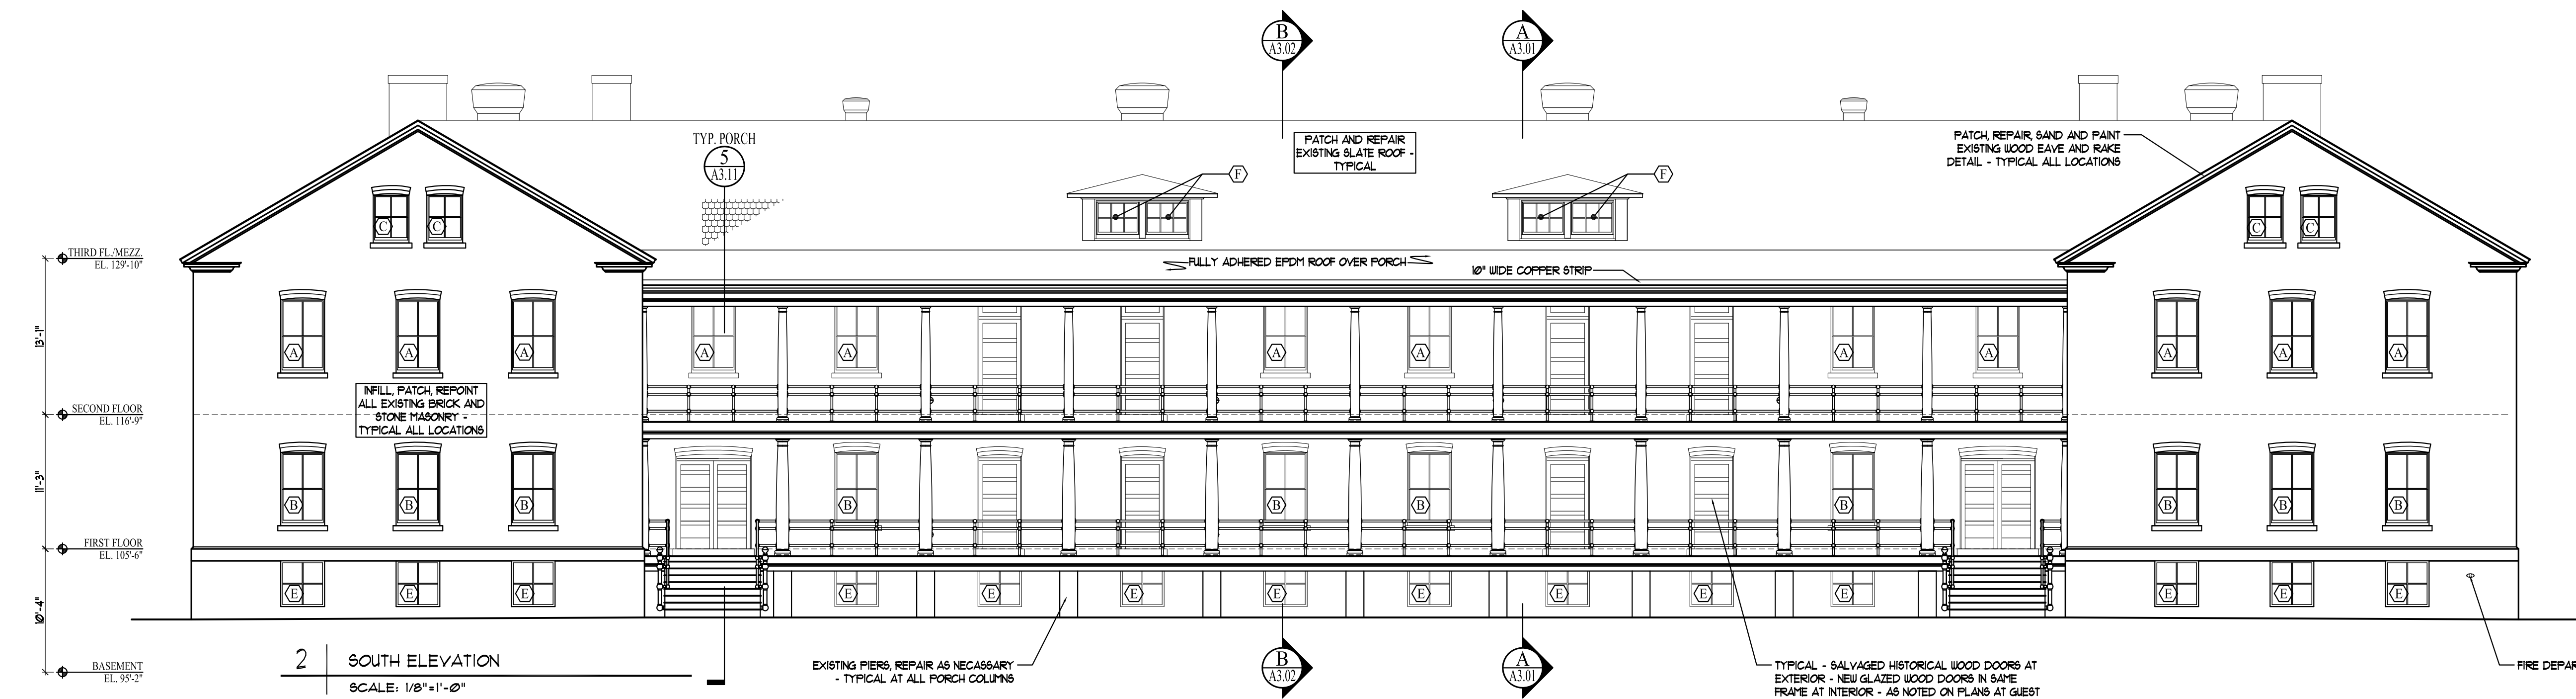 B
A3.02
A
A3.01
TYP. PORCH
5
A3.11
PATCH AND REPAIR
EXISTING SLATE ROOF -
TYPICAL
PATCH, REPAIR, SAND AND PAINT
EXISTING WOOD EAVE AND RAKE
DETAIL - TYPICAL ALL LOCATIONS
F
F
C
C
C
C
THIRD FL./MEZZ.
EL. 129'-10"
FULLY ADHERED EPDM ROOF OVER PORCH
10" WIDE COPPER STRIP
13'-1"
A
A
A
A
A
A
A
A
A
A
A
A
INFILL, PATCH, REPOINT
ALL EXISTING BRICK AND
STONE MASONRY -
TYPICAL ALL LOCATIONS
SECOND FLOOR
EL. 116'-9"
11'-3"
B
B
B
B
B
B
B
B
B
B
FIRST FLOOR
EL. 105'-6"
10'-4"
E
E
E
E
E
E
E
E
E
E
E
E
E
E
BASEMENT
EL. 95'-2"
2
SOUTH ELEVATION
SCALE: 1/8"=1'-0"
EXISTING PIERS, REPAIR AS NECASSARY
- TYPICAL AT ALL PORCH COLUMNS
B
A3.02
A
A3.01
TYPICAL - SALVAGED HISTORICAL WOOD DOORS AT
EXTERIOR - NEW GLAZED WOOD DOORS IN SAME
FRAME AT INTERIOR - AS NOTED ON PLANS AT GUEST
FIRE DEPAR